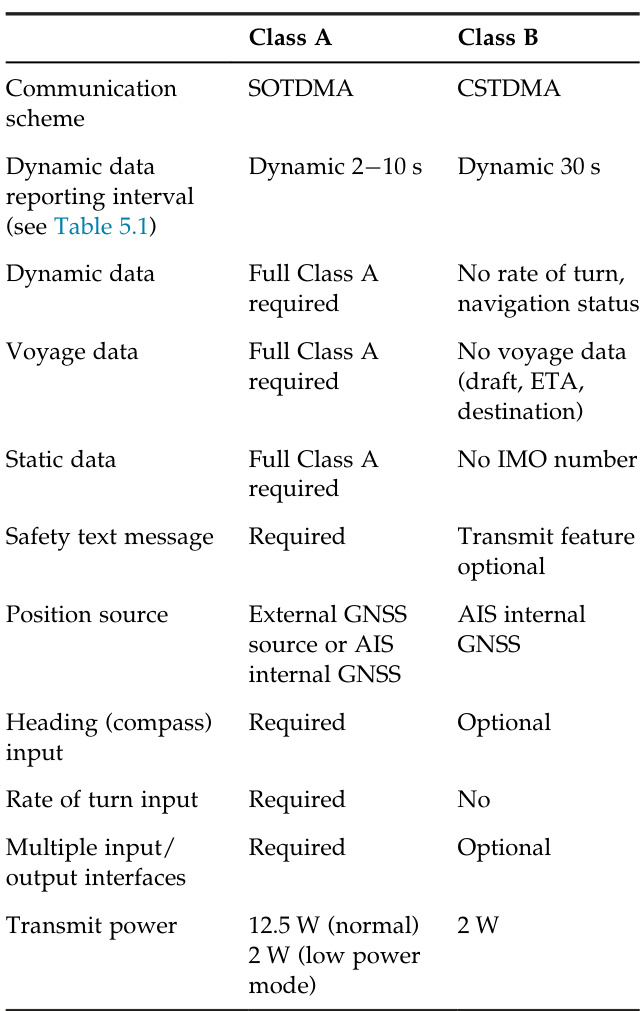 Class A Class B
Communication SOTDMA CSTDMA
scheme
Dynamic data Dynamic 2−10 s Dynamic 30 s
reporting interval
(see Table 5.1)
Dynamic data Full Class A No rate of turn,
required navigation status
Voyage data Full Class A No voyage data
required (draft, ETA,
destination)
Static data Full Class A No IMO number
required
Safety text message Required Transmit feature
optional
Position source External GNSS AIS internal
source or AIS GNSS
internal GNSS
Heading (compass) Required Optional
input
Rate of turn input Required No
Multiple input/ Required Optional
output interfaces
Transmit power 12.5 W (normal) 2 W
2 W (low power
mode)